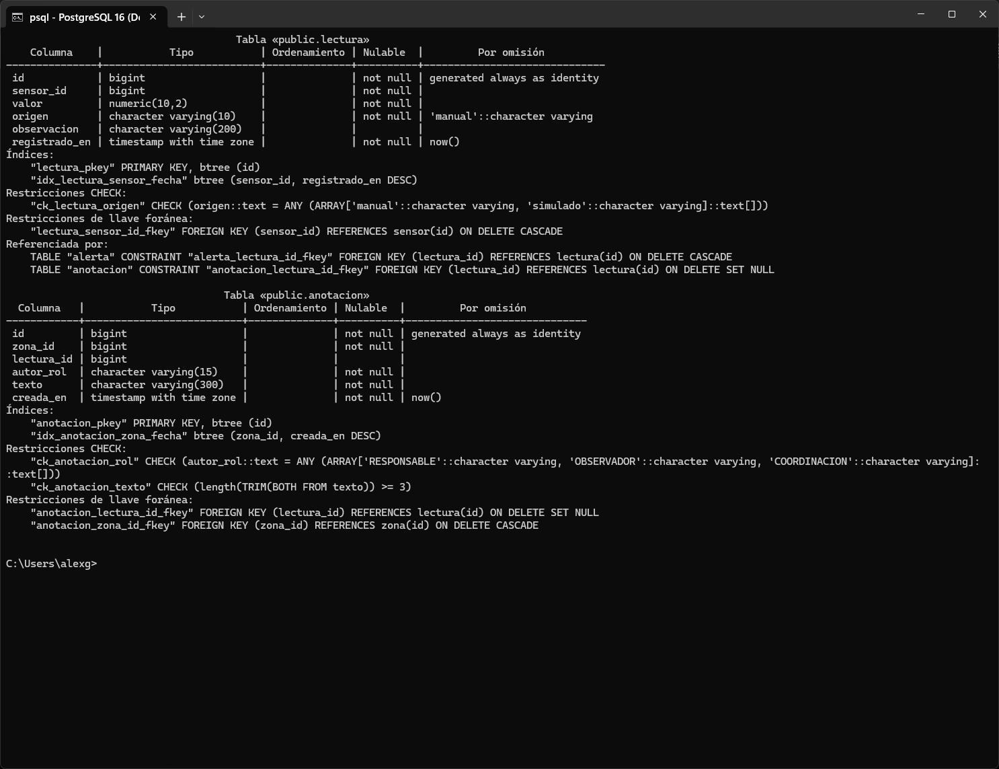 psql - PostgreSQL 16 (De
Tabla «public.lectura»
Columna | Tipo | Ordenamiento | Nulable | Por omisión
---------------+--------------------------+--------------+----------+------------------------------
id | bigint | | not null | generated always as identity
sensor_id | bigint | | not null |
valor | numeric(10,2) | | not null |
origen | character varying(10) | | not null | 'manual'::character varying
observacion | character varying(200) | | |
registrado_en | timestamp with time zone | | not null | now()
Índices:
"lectura_pkey" PRIMARY KEY, btree (id)
"idx_lectura_sensor_fecha" btree (sensor_id, registrado_en DESC)
Restricciones CHECK:
"ck_lectura_origen" CHECK (origen::text = ANY (ARRAY['manual'::character varying, 'simulado'::character varying]::text[]))
Restricciones de llave foránea:
"lectura_sensor_id_fkey" FOREIGN KEY (sensor_id) REFERENCES sensor(id) ON DELETE CASCADE
Referenciada por:
TABLE "alerta" CONSTRAINT "alerta_lectura_id_fkey" FOREIGN KEY (lectura_id) REFERENCES lectura(id) ON DELETE CASCADE
TABLE "anotacion" CONSTRAINT "anotacion_lectura_id_fkey" FOREIGN KEY (lectura_id) REFERENCES lectura(id) ON DELETE SET NULL
Tabla «public.anotacion»
Columna | Tipo | Ordenamiento | Nulable | Por omisión
------------+--------------------------+--------------+----------+------------------------------
id | bigint | | not null | generated always as identity
zona_id | bigint | | not null |
lectura_id | bigint | | |
autor_rol | character varying(15) | | not null |
texto | character varying(300) | | not null |
creada_en | timestamp with time zone | | not null | now()
Índices:
"anotacion_pkey" PRIMARY KEY, btree (id)
"idx_anotacion_zona_fecha" btree (zona_id, creada_en DESC)
Restricciones CHECK:
"ck_anotacion_rol" CHECK (autor_rol::text = ANY (ARRAY['RESPONSABLE'::character varying, 'OBSERVADOR'::character varying, 'COORDINACION'::character varying]:
:text[]))
"ck_anotacion_texto" CHECK (length(TRIM(BOTH FROM texto)) >= 3)
Restricciones de llave foránea:
"anotacion_lectura_id_fkey" FOREIGN KEY (lectura_id) REFERENCES lectura(id) ON DELETE SET NULL
"anotacion_zona_id_fkey" FOREIGN KEY (zona_id) REFERENCES zona(id) ON DELETE CASCADE
C:\Users\alexg>